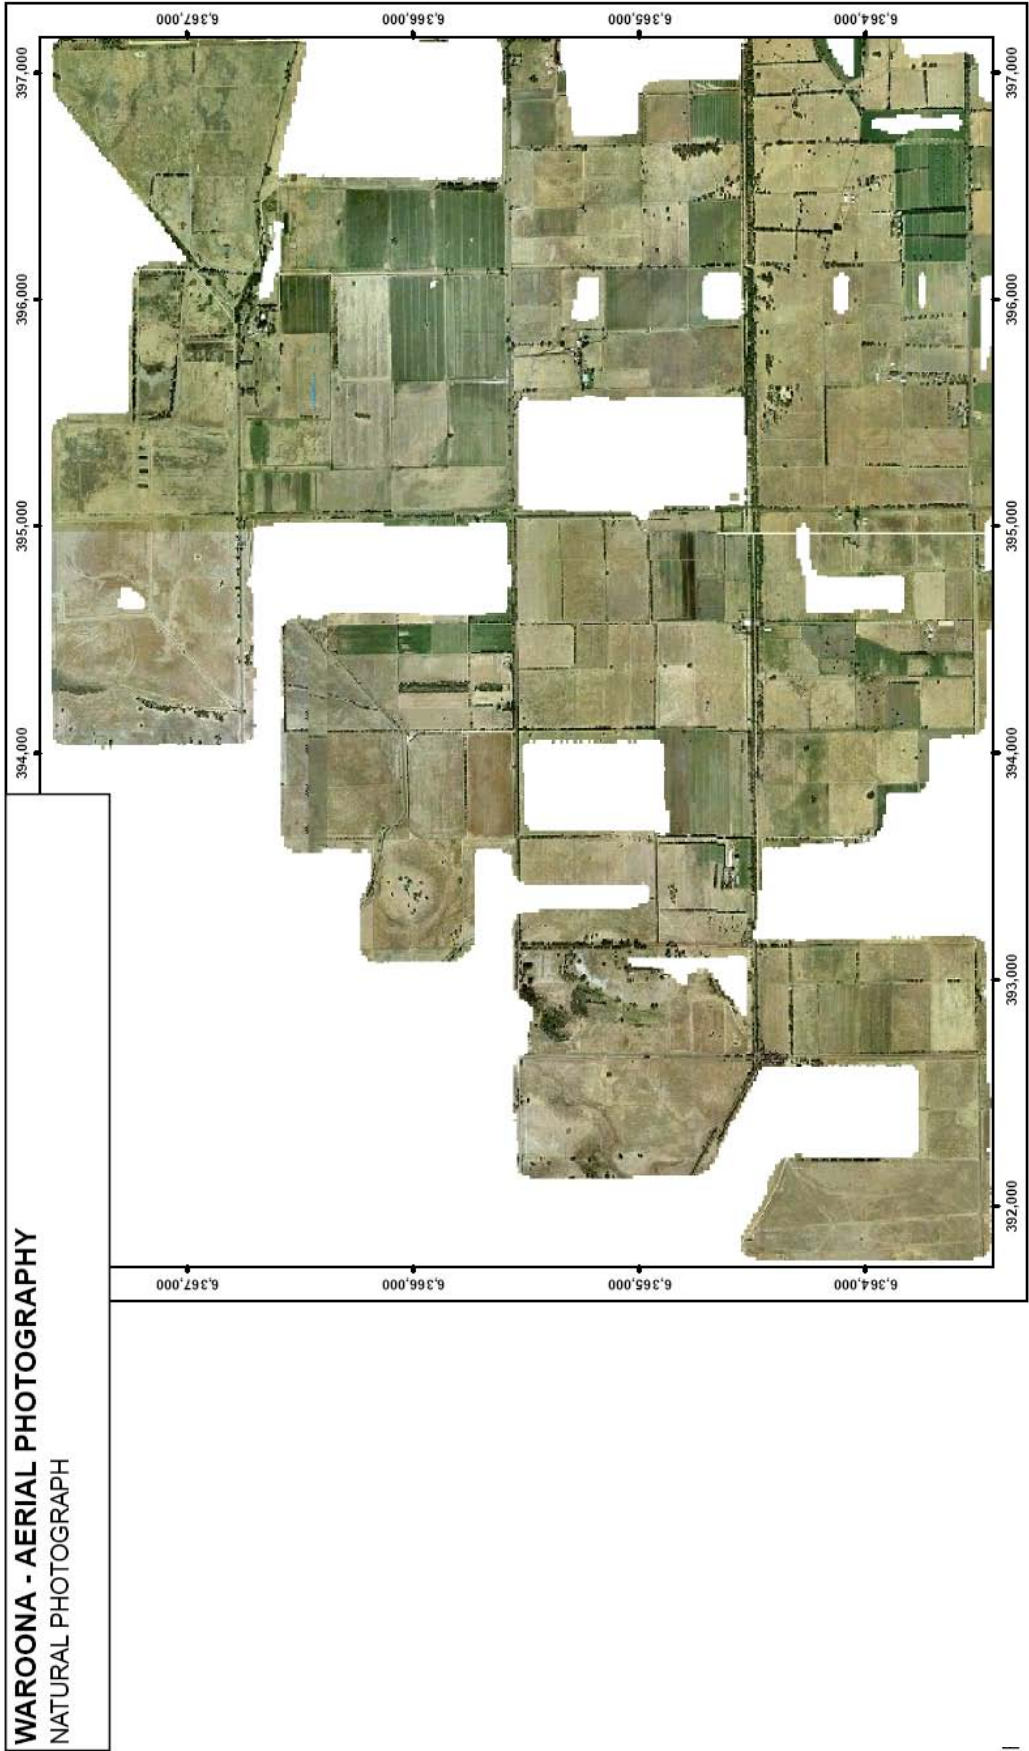 WAROONA - AERIAL PHOTOGRAPHY
NATURAL PHOTOGRAPH
394,000 395,000 396,000 397,000
6,367,000 6,367,000
6,366,000 6,366,000
6,365,000 6,365,000
6,364,000 6,364,000
392,000 393,000 394,000 395,000 396,000 397,000